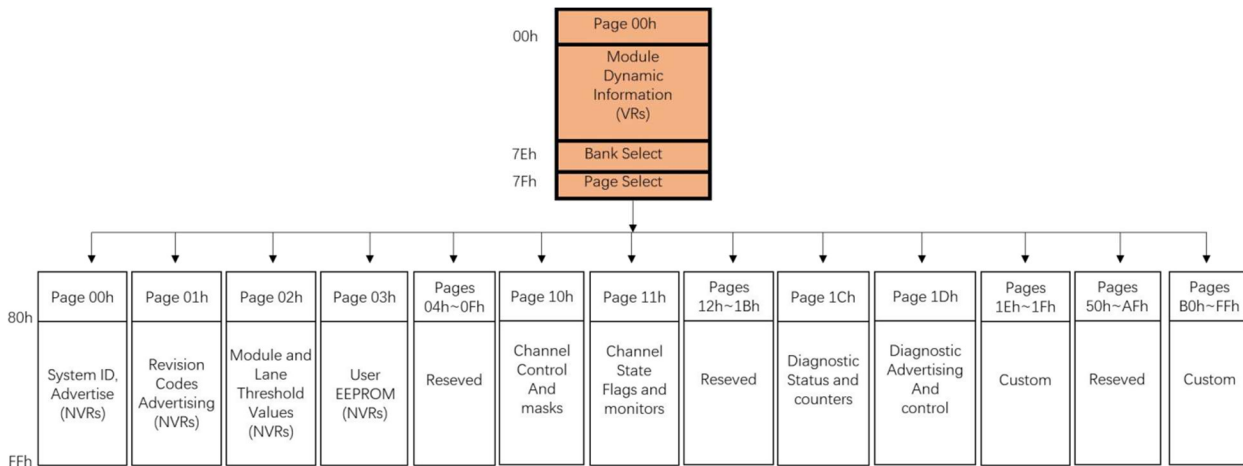 Page 00h
00h
Module
Dynamic
Information
(VRs)
7Eh
Bank Select
7Fh
Page Select
Page 00h
Page 01h
Page 02h
Page 03h
Pages
04h~0Fh
Page 10h
Page 11h
Pages
12h~1Bh
Page 1Ch
Page 1Dh
Pages
1Eh~1Fh
Pages
50h~AFh
Pages
B0h~FFh
80h
System ID,
Advertise
(NVRs)
Revision
Codes
Advertising
(NVRs)
Module and
Lane
Threshold
Values
(NVRs)
User
EEPROM
(NVRs)
Reseved
Channel
Control
And
masks
Channel
State
Flags and
monitors
Reseved
Diagnostic
Status and
counters
Diagnostic
Advertising
And
control
Custom
Reseved
Custom
FFh